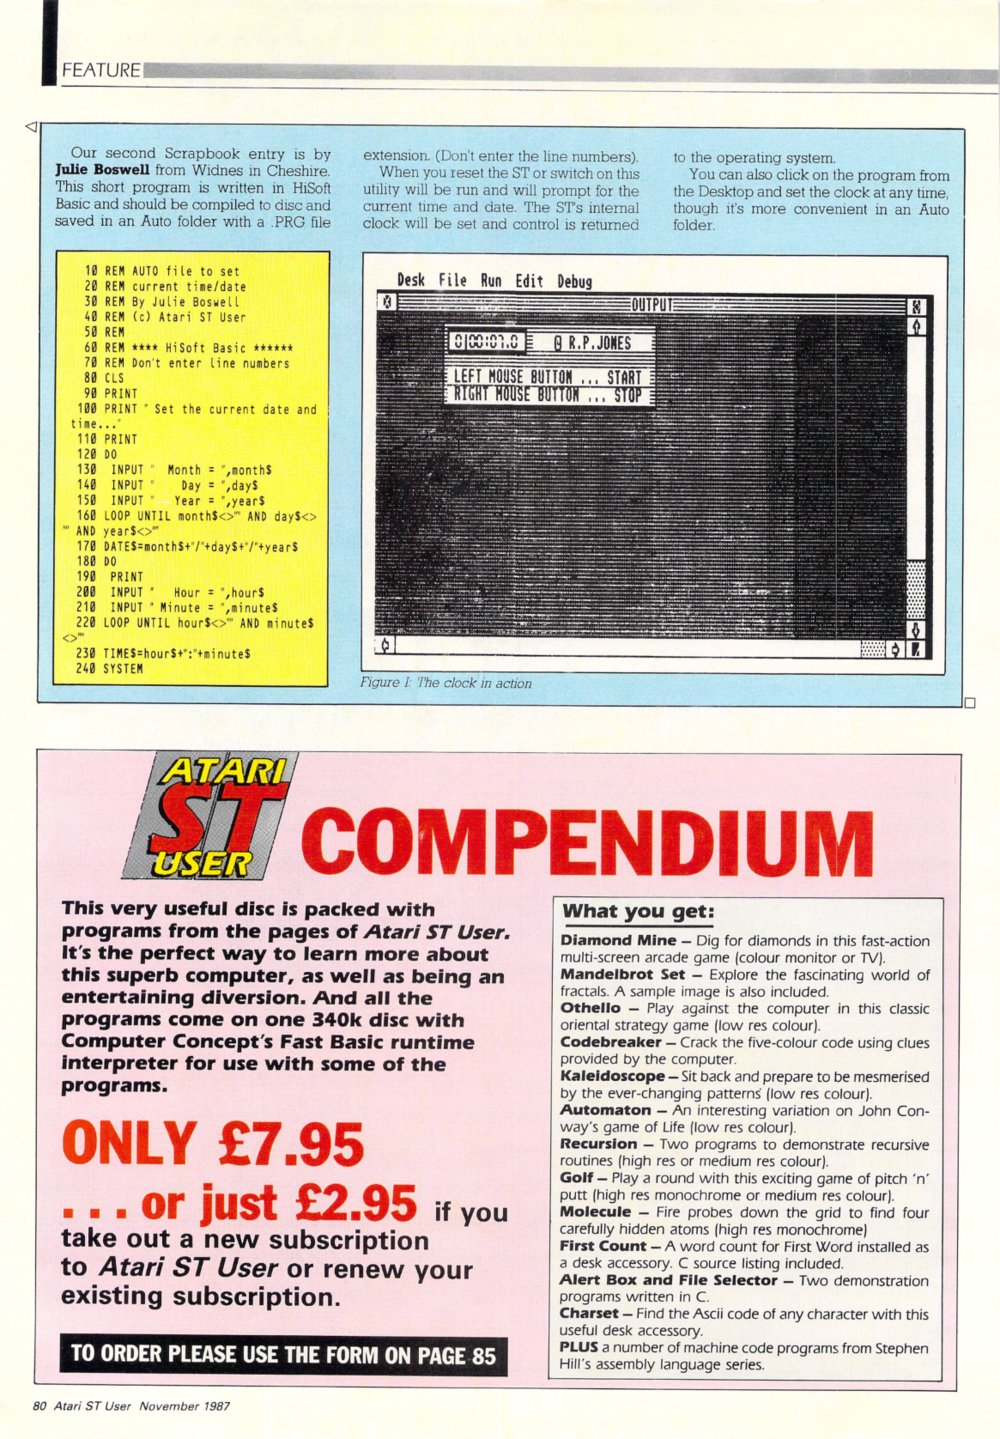 FEATURE
Our second Scrapbook entry is by
Julie Boswell from Widnes in Cheshire.
This short program is written in HiSoft
Basic and should be compiled to disc and
saved in an Auto folder with a .PRG file
extension. (Don't enter the line numbers).
When you reset the ST or switch on this
utility will be run and will prompt for the
current time and date. The ST's internal
clock will be set and control is returned
to the operating system.
You can also click on the program from
the Desktop and set the clock at any time,
though it's more convenient in an Auto
folder.
10 REM AUTO file to set
20 REM current time/date
30 REM By Julie Boswell
40 REM (c) Atari ST User
50 REM
60 REM **** HiSoft Basic ******
70 REM Don't enter line numbers
80 CLS
90 PRINT
100 PRINT " Set the current date and
time..."
110 PRINT
120 DO
130 INPUT " Month = ",month$
140 INPUT " Day = ",day$
150 INPUT " Year = ",year$
160 LOOP UNTIL month$<>"" AND day$<>
"" AND year$<>""
170 DATE$=month$+"/"+day$+"/"+year$
180 DO
190 PRINT
200 INPUT " Hour = ",hour$
210 INPUT " Minute = ",minute$
220 LOOP UNTIL hour$<>"" AND minute$
<>""
230 TIME$=hour$+":"+minute$
240 SYSTEM
Desk File Run Edit Debug
OUTPUT
0|00:07.0 @ R.P.JONES
LEFT MOUSE BUTTON ... START
RIGHT MOUSE BUTTON ... STOP
Figure I: The clock in action
ATARI
ST
USER
COMPENDIUM
This very useful disc is packed with
programs from the pages of Atari ST User.
It's the perfect way to learn more about
this superb computer, as well as being an
entertaining diversion. And all the
programs come on one 340k disc with
Computer Concept's Fast Basic runtime
interpreter for use with some of the
programs.
ONLY £7.95
... or just £2.95 if you
take out a new subscription
to Atari ST User or renew your
existing subscription.
TO ORDER PLEASE USE THE FORM ON PAGE 85
What you get:
Diamond Mine – Dig for diamonds in this fast-action
multi-screen arcade game (colour monitor or TV).
Mandelbrot Set – Explore the fascinating world of
fractals. A sample image is also included.
Othello – Play against the computer in this classic
oriental strategy game (low res colour).
Codebreaker – Crack the five-colour code using clues
provided by the computer.
Kaleidoscope – Sit back and prepare to be mesmerised
by the ever-changing patterns (low res colour).
Automaton – An interesting variation on John Con-
way's game of Life (low res colour).
Recursion – Two programs to demonstrate recursive
routines (high res or medium res colour).
Golf – Play a round with this exciting game of pitch 'n'
putt (high res monochrome or medium res colour).
Molecule – Fire probes down the grid to find four
carefully hidden atoms (high res monochrome)
First Count – A word count for First Word installed as
a desk accessory. C source listing included.
Alert Box and File Selector – Two demonstration
programs written in C.
Charset – Find the Ascii code of any character with this
useful desk accessory.
PLUS a number of machine code programs from Stephen
Hill's assembly language series.
80 Atari ST User November 1987